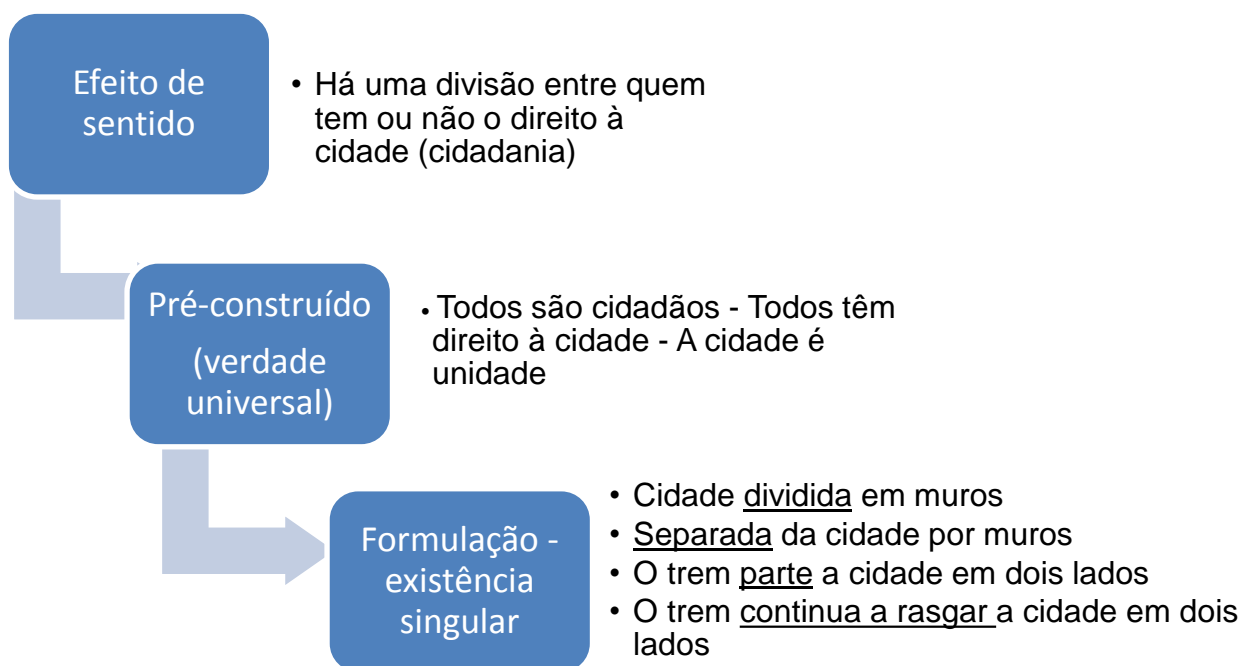 Efeito de
sentido
• Há uma divisão entre quem
tem ou não o direito à
cidade (cidadania)
Pré-construído
(verdade
universal)
• Todos são cidadãos - Todos têm
direito à cidade - A cidade é
unidade
Formulação -
existência
singular
• Cidade dividida em muros
• Separada da cidade por muros
• O trem parte a cidade em dois lados
• O trem continua a rasgar a cidade em dois
lados